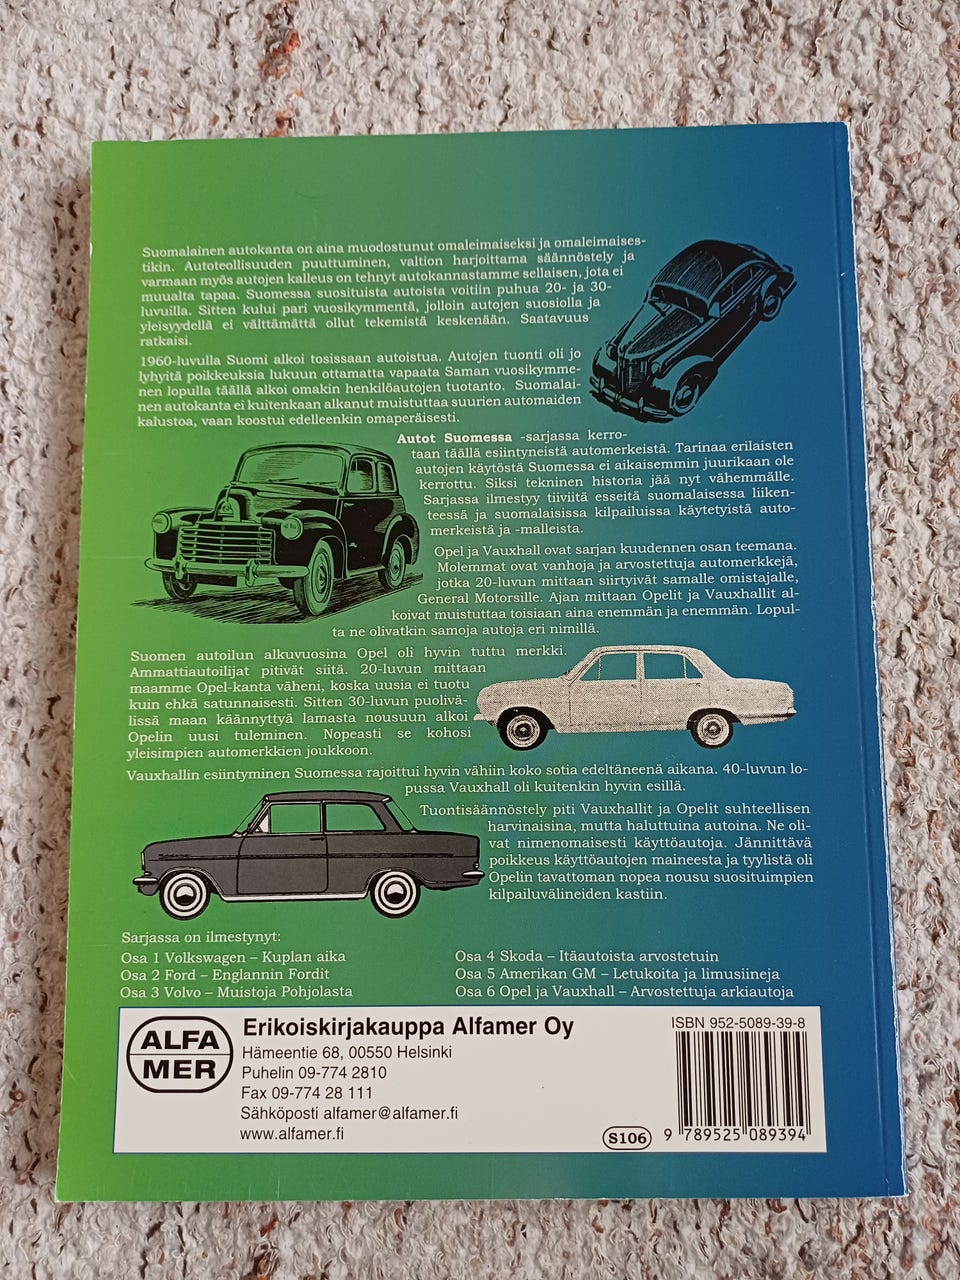 Suomalainen autokanta on aina muodostunut omaleimaiseksi ja omaleimaises-
tikin. Autoteollisuuden puuttuminen, valtion harjoittama säännöstely ja
varmaan myös autojen kalleus on tehnyt autokannastamme sellaisen, jota ei
muualta tapaa. Suomessa suosituista autoista voitiin puhua 20- ja 30-
luvuilla. Sitten kului pari vuosikymmentä, jolloin autojen suosiolla ja
yleisyydellä ei välttämättä ollut tekemistä keskenään. Saatavuus
ratkaisi.
1960-luvulla Suomi alkoi tosissaan autoistua. Autojen tuonti oli jo
lyhyitä poikkeuksia lukuun ottamatta vapaata Saman vuosikymme-
nen lopulla täällä alkoi omakin henkilöautojen tuotanto. Suomalai-
nen autokanta ei kuitenkaan alkanut muistuttaa suurien automaiden
kalustoa, vaan koostui edelleenkin omaperäisesti.
Autot Suomessa -sarjassa kerro-
taan täällä esiintyneistä automerkeistä. Tarinaa erilaisten
autojen käytöstä Suomessa ei aikaisemmin juurikaan ole
kerrottu. Siksi tekninen historia jää nyt vähemmälle.
Sarjassa ilmestyy tiiviitä esseitä suomalaisessa liiken-
teessä ja suomalaisissa kilpailuissa käytetyistä auto-
merkeistä ja -malleista.
Opel ja Vauxhall ovat sarjan kuudennen osan teemana.
Molemmat ovat vanhoja ja arvostettuja automerkkejä,
jotka 20-luvun mittaan siirtyivät samalle omistajalle,
General Motorsille. Ajan mittaan Opelit ja Vauxhallit al-
koivat muistuttaa toisiaan aina enemmän ja enemmän. Lopul-
ta ne olivatkin samoja autoja eri nimillä.
Suomen autoilun alkuvuosina Opel oli hyvin tuttu merkki.
Ammattiautoilijat pitivät siitä. 20-luvun mittaan
maamme Opel-kanta väheni, koska uusia ei tuotu
kuin ehkä satunnaisesti. Sitten 30-luvun puolivä-
lissä maan käännyttyä lamasta nousuun alkoi
Opelin uusi tuleminen. Nopeasti se kohosi
yleisimpien automerkkien joukkoon.
Vauxhallin esiintyminen Suomessa rajoittui hyvin vähiin koko sotia edeltäneenä aikana. 40-luvun lo-
pussa Vauxhall oli kuitenkin hyvin esillä.
Tuontisäännöstely piti Vauxhallit ja Opelit suhteellisen
harvinaisina, mutta haluttuina autoina. Ne oli-
vat nimenomaisesti käyttöautoja. Jännittävä
poikkeus käyttöautojen maineesta ja tyylistä oli
Opelin tavattoman nopea nousu suosituimpien
kilpailuvälineiden kastiin.
Sarjassa on ilmestynyt:
Osa 1 Volkswagen – Kuplan aika
Osa 2 Ford – Englannin Fordit
Osa 3 Volvo – Muistoja Pohjolasta
Osa 4 Skoda – Itäautoista arvostetuin
Osa 5 Amerikan GM – Letukoita ja limusiineja
Osa 6 Opel ja Vauxhall – Arvostettuja arkiautoja
ALFA
MER
Erikoiskirjakauppa Alfamer Oy
Hämeentie 68, 00550 Helsinki
Puhelin 09-774 2810
Fax 09-774 28 111
Sähköposti alfamer@alfamer.fi
www.alfamer.fi
S106
ISBN 952-5089-39-8
9 789525 089394